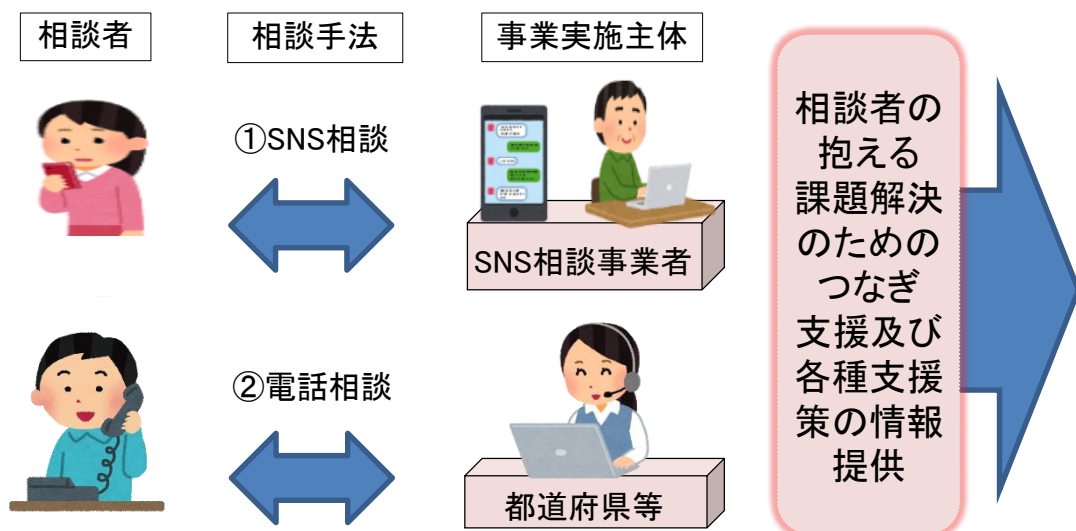 相談者
相談手法
事業実施主体
①SNS相談
SNS相談事業者
②電話相談
都道府県等
相談者の
抱える
課題解決
のための
つなぎ
支援及び
各種支援
策の情報
提供